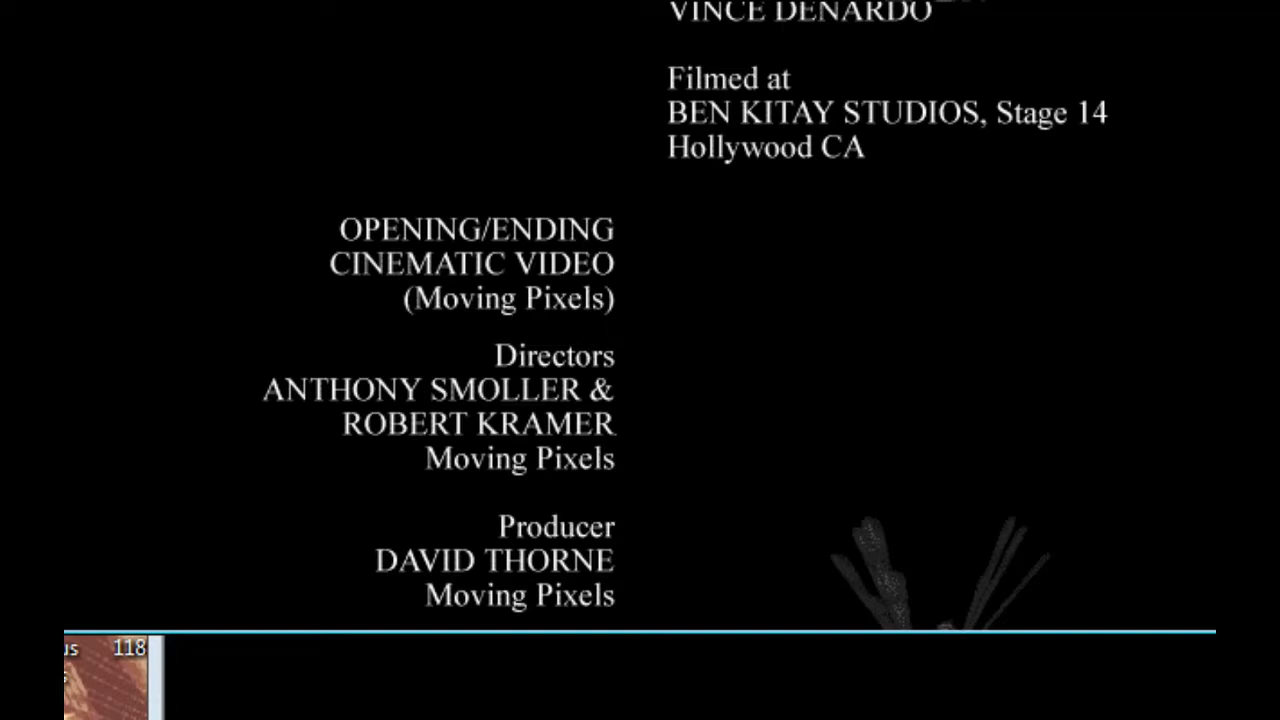 VINCE DENARDO
Filmed at
BEN KITAY STUDIOS, Stage 14
Hollywood CA
OPENING/ENDING
CINEMATIC VIDEO
(Moving Pixels)
Directors
ANTHONY SMOLLER &
ROBERT KRAMER
Moving Pixels
Producer
DAVID THORNE
Moving Pixels
us 118
s